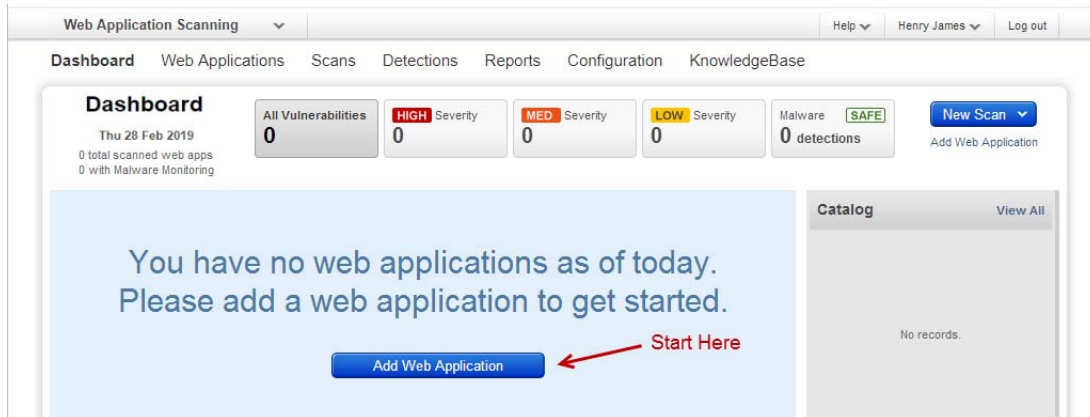 Web Application Scanning
Help
Henry James
Log out
Dashboard Web Applications Scans Detections Reports Configuration KnowledgeBase
Dashboard
Thu 28 Feb 2019
0 total scanned web apps
0 with Malware Monitoring
All Vulnerabilities
0
HIGH Severity
0
MED Severity
0
LOW Severity
0
Malware SAFE
0 detections
New Scan
Add Web Application
You have no web applications as of today.
Please add a web application to get started.
Start Here
Add Web Application
Catalog View All
No records.